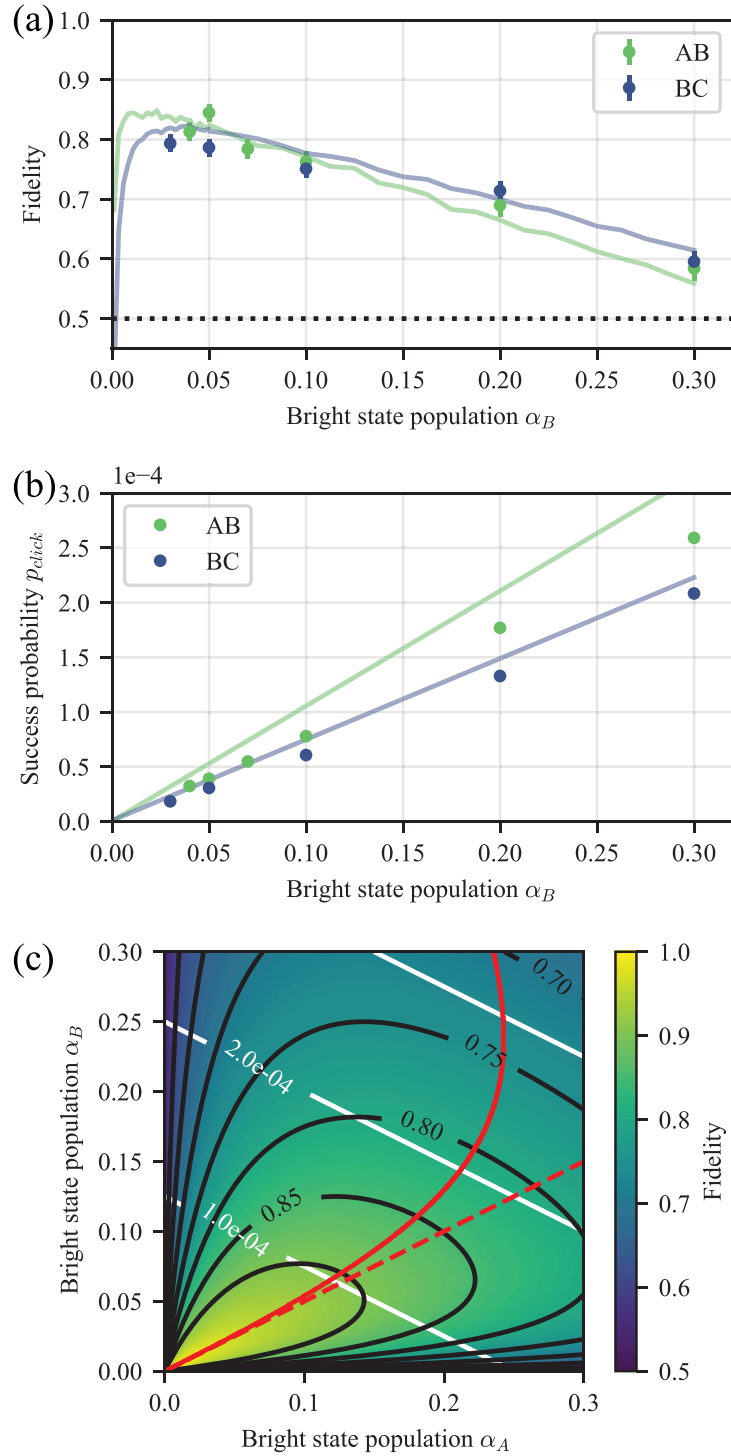 (a)
1.0
0.9
0.8
0.7
0.6
0.5
Fidelity
AB
BC
0.00 0.05 0.10 0.15 0.20 0.25 0.30
Bright state population α_B
(b)
1e−4
3.0
2.5
2.0
1.5
1.0
0.5
0.0
Success probability p_click
AB
BC
0.00 0.05 0.10 0.15 0.20 0.25 0.30
Bright state population α_B
(c)
0.30
0.25
0.20
0.15
0.10
0.05
0.00
Bright state population α_B
0.70
0.75
2.0e-04
0.80
0.85
1.0e-04
0.0 0.1 0.2 0.3
Bright state population α_A
1.0
0.9
0.8
0.7
0.6
0.5
Fidelity